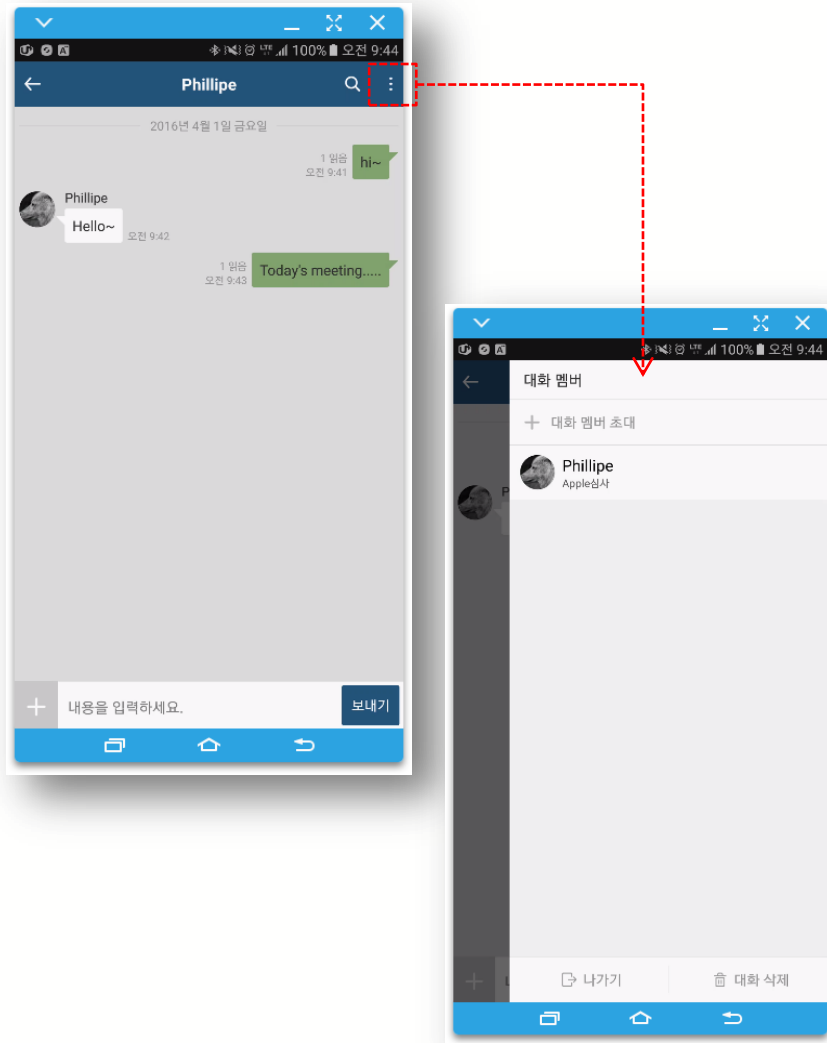 100% 오전 9:44
Phillipe
2016년 4월 1일 금요일
1 읽음
오전 9:41
hi~
Phillipe
Hello~
오전 9:42
1 읽음
오전 9:43
Today's meeting.....
내용을 입력하세요.
보내기
LTE 100% 오전 9:44
대화 멤버
대화 멤버 초대
Phillipe
Apple심사
나가기
대화 삭제